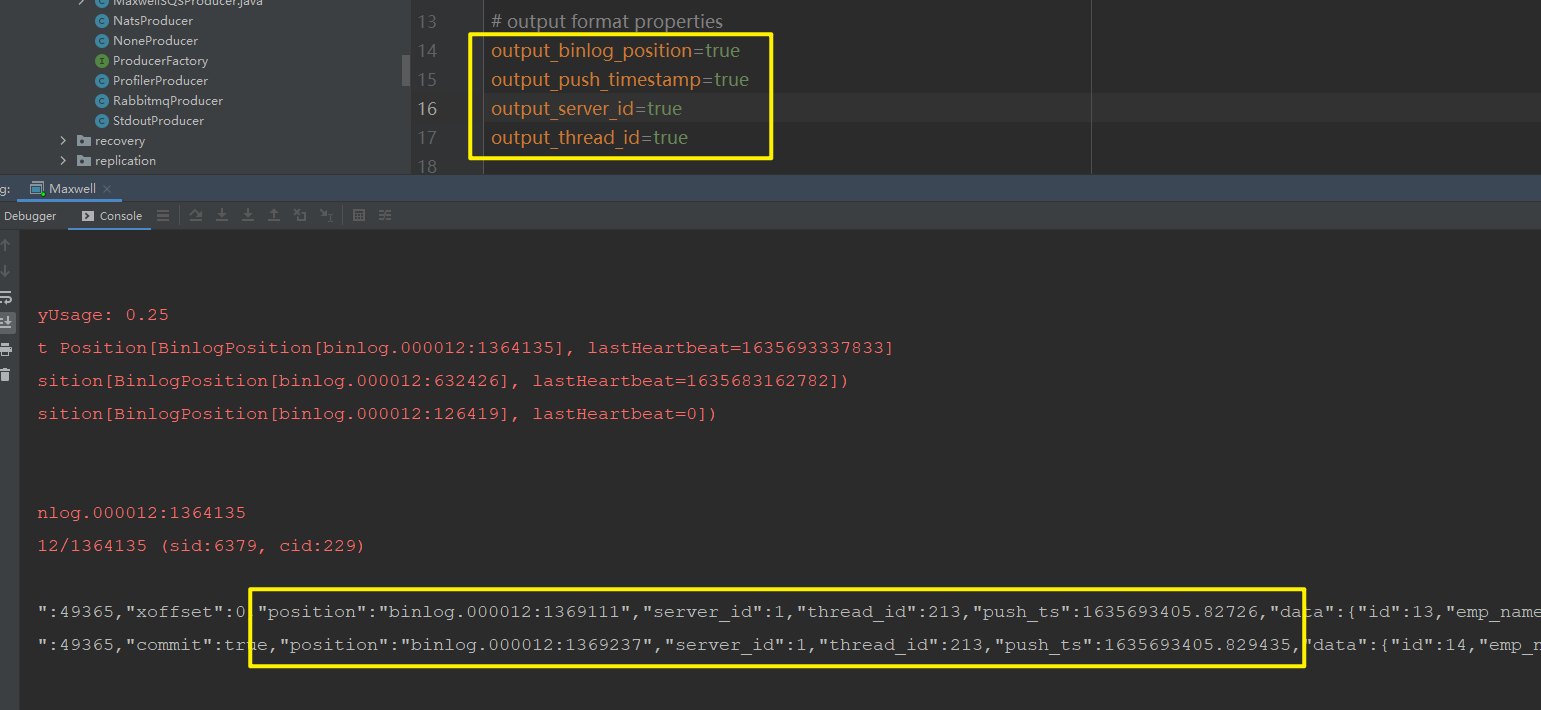 MaxwellSQSProducer.java
NatsProducer
NoneProducer
ProducerFactory
ProfilerProducer
RabbitmqProducer
StdoutProducer
recovery
replication
13 # output format properties
14 output_binlog_position=true
15 output_push_timestamp=true
16 output_server_id=true
17 output_thread_id=true
18
g: Maxwell
Debugger Console
yUsage: 0.25
t Position[BinlogPosition[binlog.000012:1364135], lastHeartbeat=1635693337833]
sition[BinlogPosition[binlog.000012:632426], lastHeartbeat=1635683162782])
sition[BinlogPosition[binlog.000012:126419], lastHeartbeat=0])
nlog.000012:1364135
12/1364135 (sid:6379, cid:229)
":49365,"xoffset":0,"position":"binlog.000012:1369111","server_id":1,"thread_id":213,"push_ts":1635693405.82726,"data":{"id":13,"emp_name
":49365,"commit":true,"position":"binlog.000012:1369237","server_id":1,"thread_id":213,"push_ts":1635693405.829435,"data":{"id":14,"emp_n